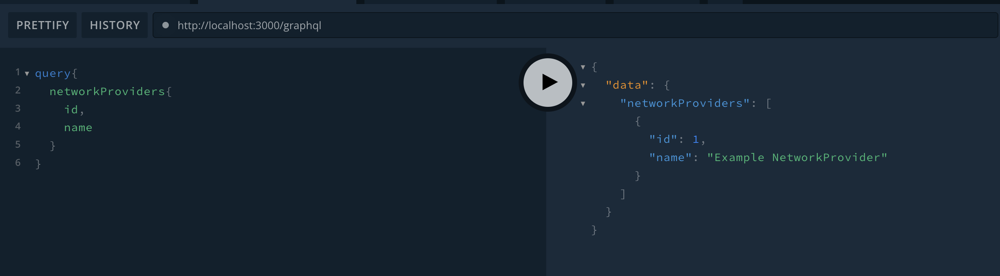 PRETTIFY HISTORY http://localhost:3000/graphql
1 query{
2 networkProviders{
3 id,
4 name
5 }
6 }
{
"data": {
"networkProviders": [
{
"id": 1,
"name": "Example NetworkProvider"
}
]
}
}